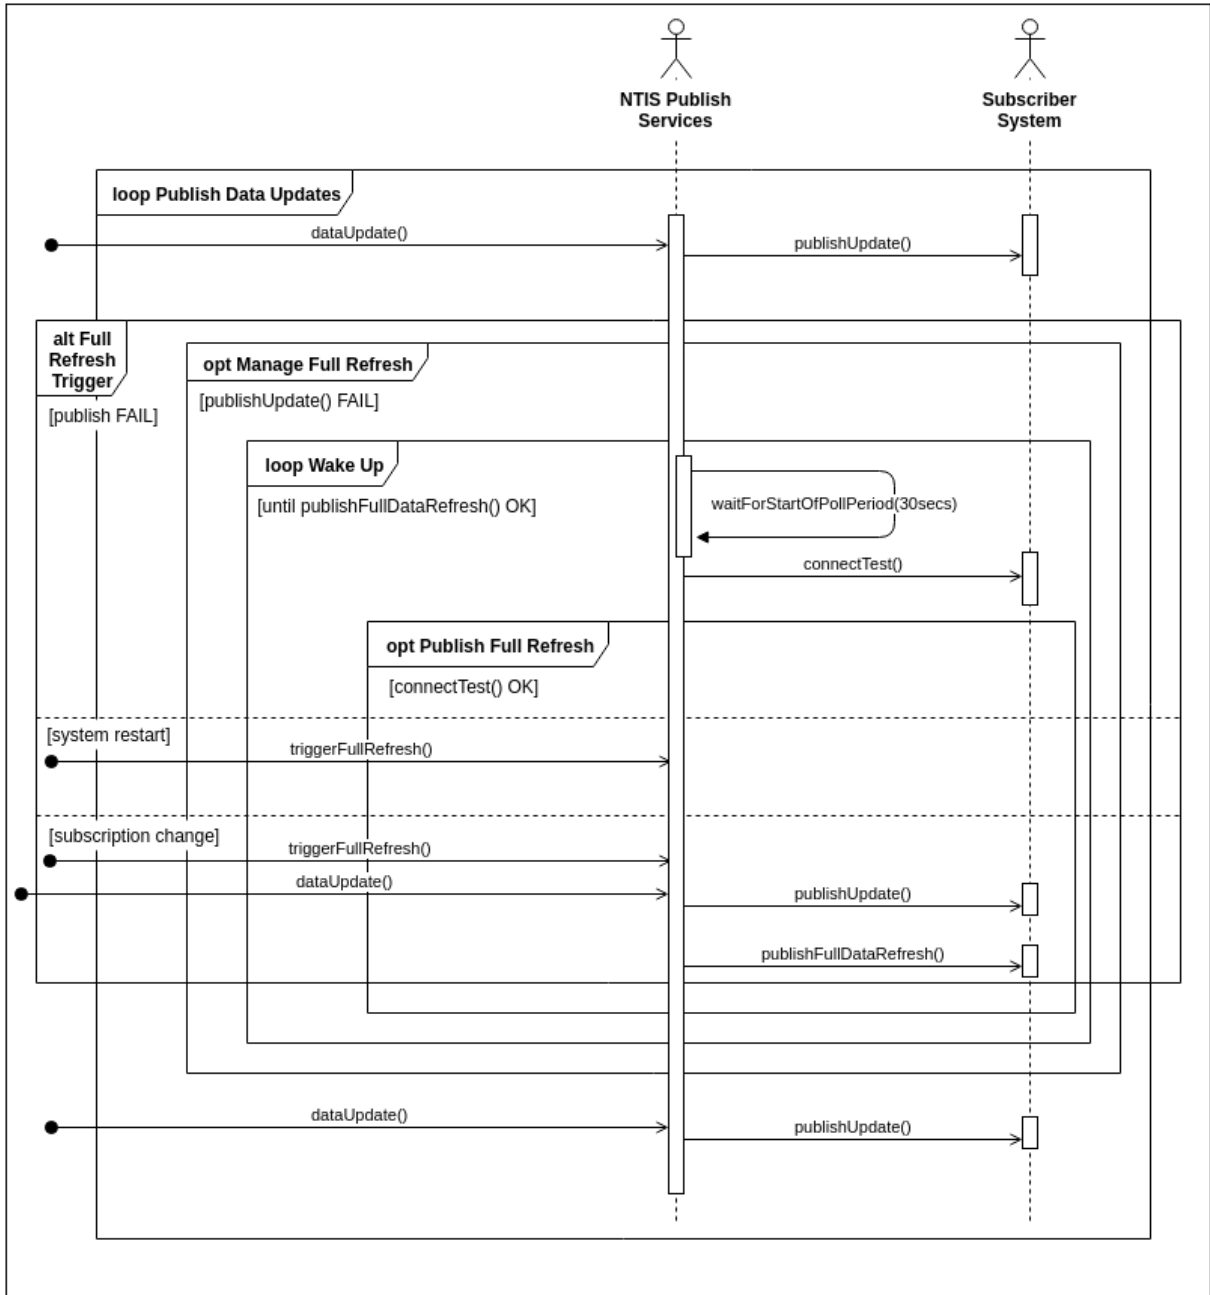 NTIS Publish
Services
Subscriber
System
loop Publish Data Updates
dataUpdate()
publishUpdate()
alt Full
Refresh
Trigger
[publish FAIL]
opt Manage Full Refresh
[publishUpdate() FAIL]
loop Wake Up
[until publishFullDataRefresh() OK]
waitForStartOfPollPeriod(30secs)
connectTest()
opt Publish Full Refresh
[connectTest() OK]
[system restart]
triggerFullRefresh()
[subscription change]
triggerFullRefresh()
dataUpdate()
publishUpdate()
publishFullDataRefresh()
dataUpdate()
publishUpdate()